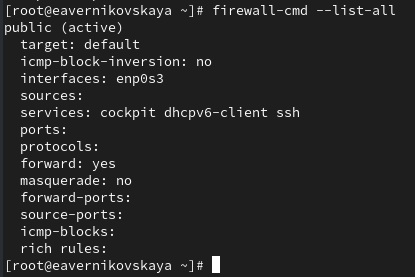 [root@eavernikovskaya ~]# firewall-cmd --list-all
public (active)
  target: default
  icmp-block-inversion: no
  interfaces: enp0s3
  sources:
  services: cockpit dhcpv6-client ssh
  ports:
  protocols:
  forward: yes
  masquerade: no
  forward-ports:
  source-ports:
  icmp-blocks:
  rich rules:
[root@eavernikovskaya ~]#